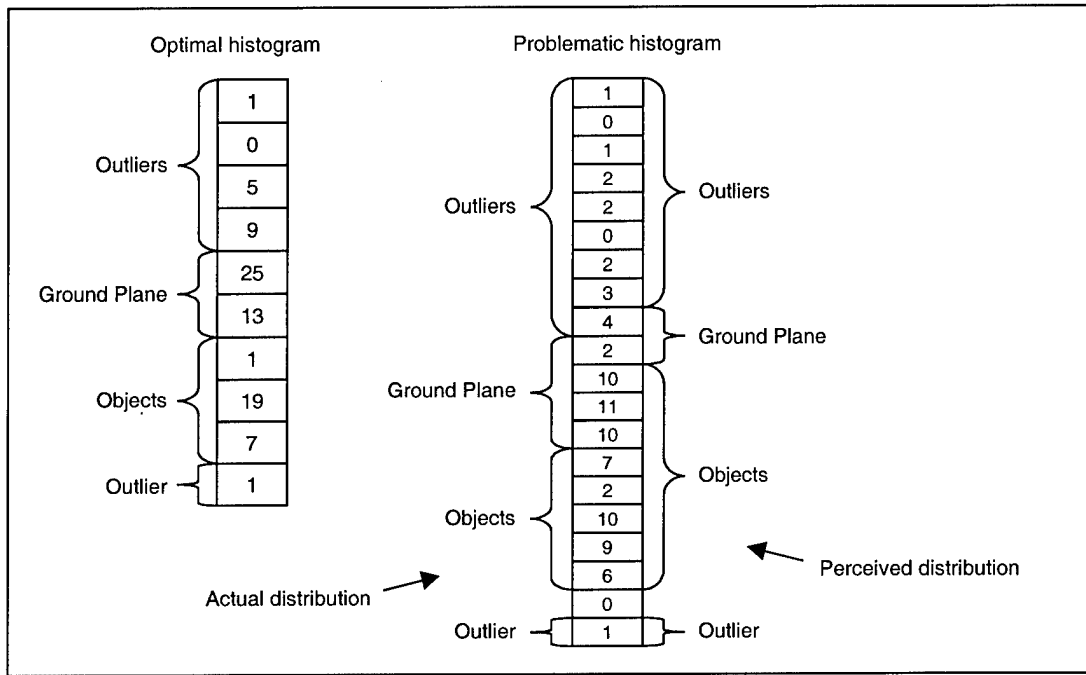 Optimal histogram
Outliers
Ground Plane
Objects
Outlier
1
0
5
9
25
13
1
19
7
1
Problematic histogram
Outliers
Ground Plane
Objects
Outlier
1
0
1
2
2
0
2
3
4
2
10
11
10
7
2
10
9
6
0
1
Outliers
Ground Plane
Objects
Outlier
Actual distribution
Perceived distribution